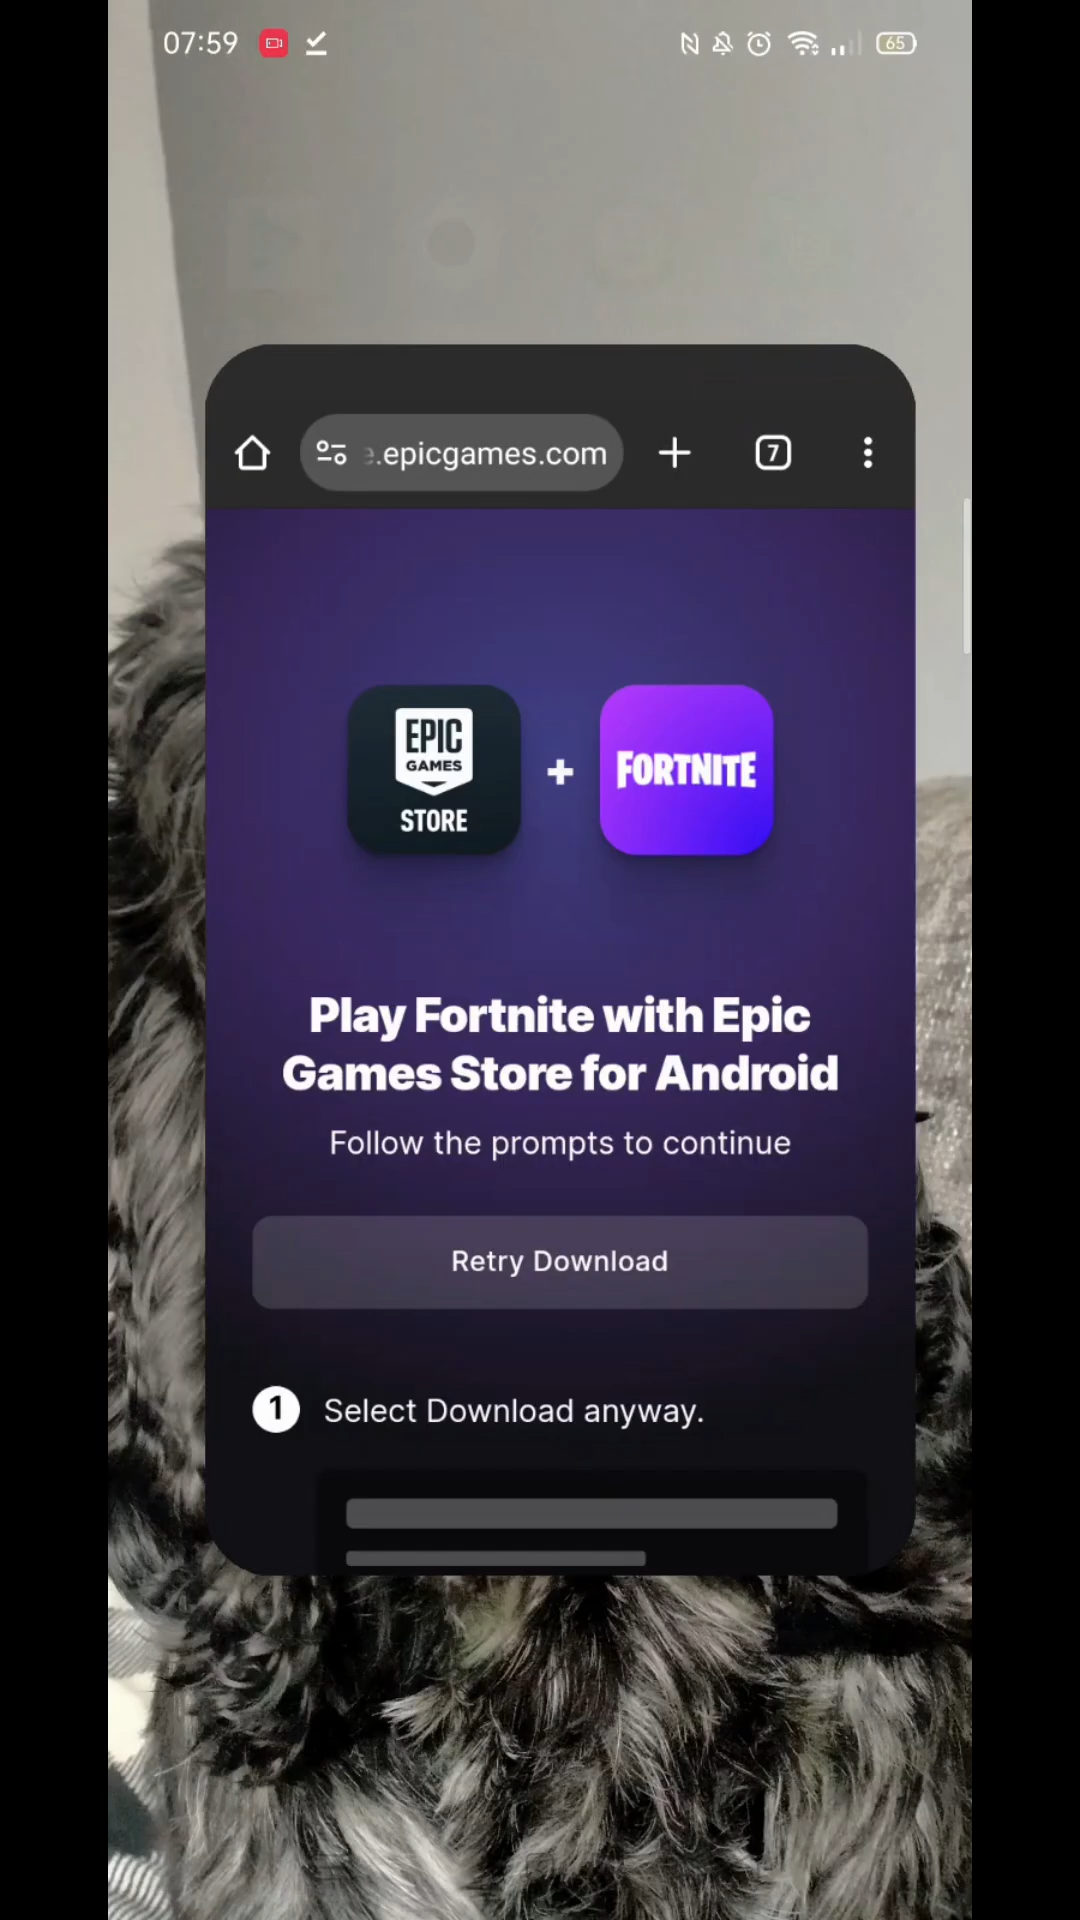 07:59
65
.epicgames.com
7
EPIC
GAMES
STORE
+
FORTNITE
Play Fortnite with Epic
Games Store for Android
Follow the prompts to continue
Retry Download
1 Select Download anyway.